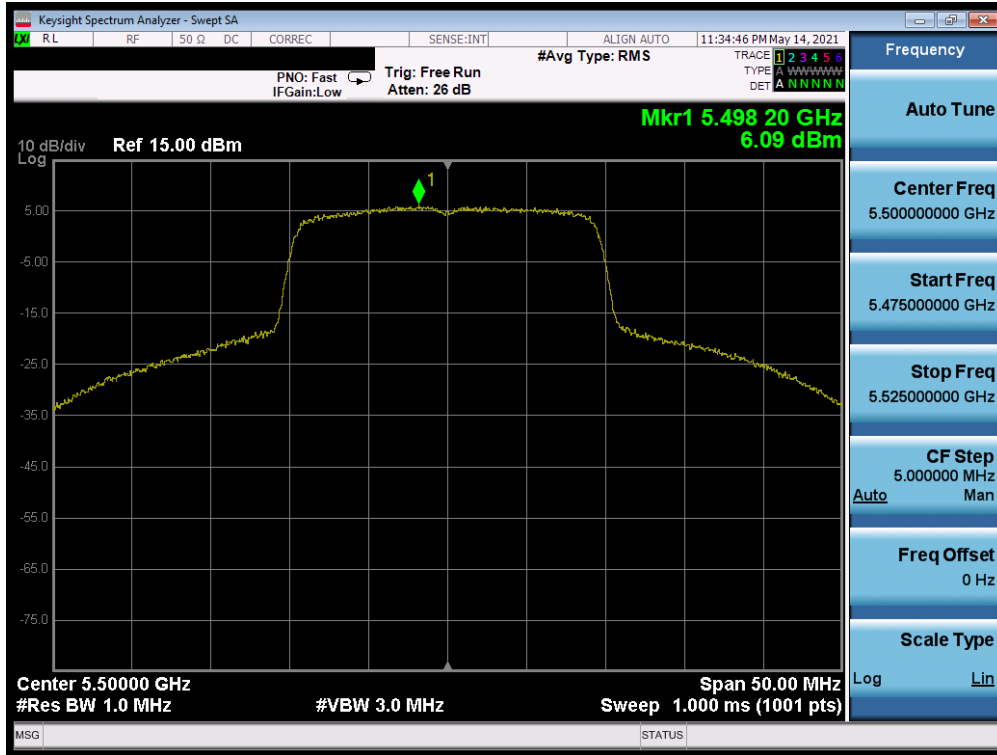 Keysight Spectrum Analyzer - Swept SA
LXI RL RF 50 Ω DC CORREC SENSE:INT ALIGN AUTO 11:34:46 PM May 14, 2021
#Avg Type: RMS
TRACE 1 2 3 4 5 6
PNO: Fast Trig: Free Run
TYPE A WWWWW
IFGain:Low Atten: 26 dB
DET A N N N N N
Mkr1 5.498 20 GHz
6.09 dBm
10 dB/div Ref 15.00 dBm
Log
1
5.00
-5.00
-15.0
-25.0
-35.0
-45.0
-55.0
-65.0
-75.0
Center 5.50000 GHz Span 50.00 MHz
#Res BW 1.0 MHz #VBW 3.0 MHz Sweep 1.000 ms (1001 pts)
MSG STATUS
Frequency
Auto Tune
Center Freq
5.500000000 GHz
Start Freq
5.475000000 GHz
Stop Freq
5.525000000 GHz
CF Step
5.000000 MHz
Auto Man
Freq Offset
0 Hz
Scale Type
Log Lin